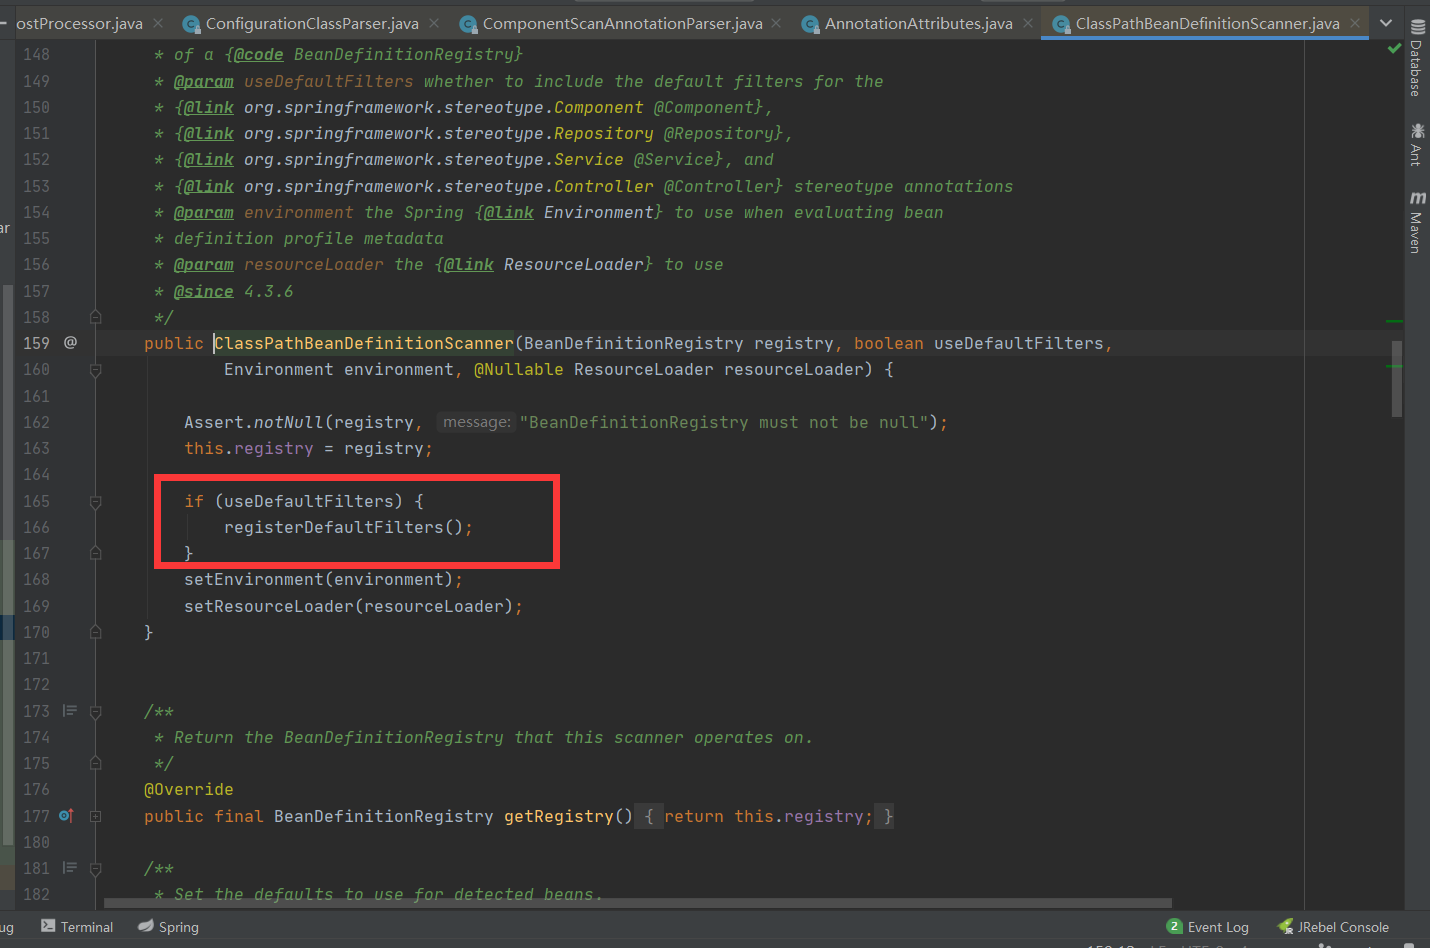 ostProcessor.java ConfigurationClassParser.java ComponentScanAnnotationParser.java AnnotationAttributes.java ClassPathBeanDefinitionScanner.java
148 * of a {@code BeanDefinitionRegistry}
149 * @param useDefaultFilters whether to include the default filters for the
150 * {@link org.springframework.stereotype.Component @Component},
151 * {@link org.springframework.stereotype.Repository @Repository},
152 * {@link org.springframework.stereotype.Service @Service}, and
153 * {@link org.springframework.stereotype.Controller @Controller} stereotype annotations
154 * @param environment the Spring {@link Environment} to use when evaluating bean
155 * definition profile metadata
156 * @param resourceLoader the {@link ResourceLoader} to use
157 * @since 4.3.6
158 */
159 @ public ClassPathBeanDefinitionScanner(BeanDefinitionRegistry registry, boolean useDefaultFilters,
160 Environment environment, @Nullable ResourceLoader resourceLoader) {
161
162 Assert.notNull(registry, message: "BeanDefinitionRegistry must not be null");
163 this.registry = registry;
164
165 if (useDefaultFilters) {
166 registerDefaultFilters();
167 }
168 setEnvironment(environment);
169 setResourceLoader(resourceLoader);
170 }
171
172
173 /**
174 * Return the BeanDefinitionRegistry that this scanner operates on.
175 */
176 @Override
177 public final BeanDefinitionRegistry getRegistry() { return this.registry; }
180
181 /**
182 * Set the defaults to use for detected beans.
ar
Database
Ant
m Maven
ug Terminal Spring 2 Event Log JRebel Console